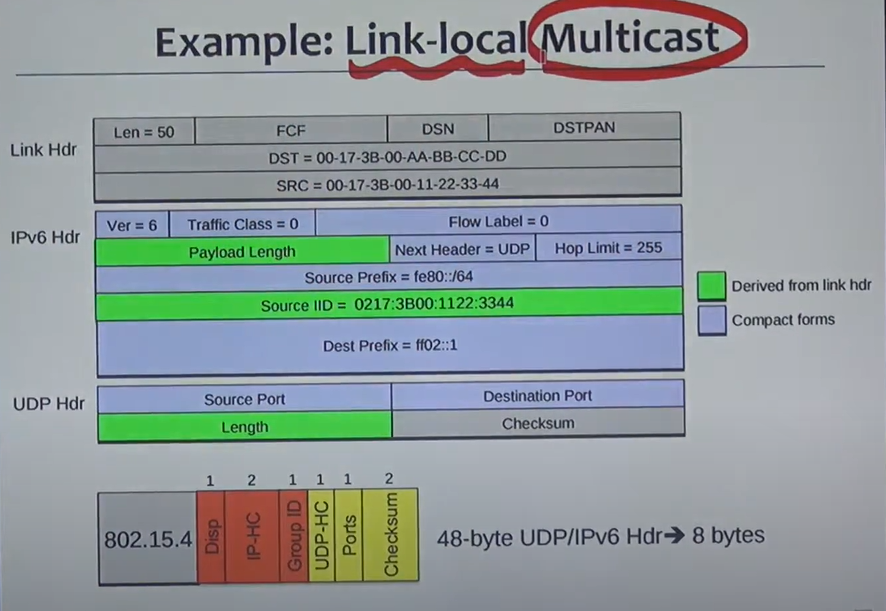 Example: Link-local Multicast
Link Hdr
Len = 50 FCF DSN DSTPAN
DST = 00-17-3B-00-AA-BB-CC-DD
SRC = 00-17-3B-00-11-22-33-44
IPv6 Hdr
Ver = 6 Traffic Class = 0 Flow Label = 0
Payload Length Next Header = UDP Hop Limit = 255
Source Prefix = fe80::/64
Source IID = 0217:3B00:1122:3344
Dest Prefix = ff02::1
Derived from link hdr
Compact forms
UDP Hdr
Source Port Destination Port
Length Checksum
1 2 1 1 1 2
802.15.4 Disp IP-HC Group ID UDP-HC Ports Checksum
48-byte UDP/IPv6 Hdr➔ 8 bytes